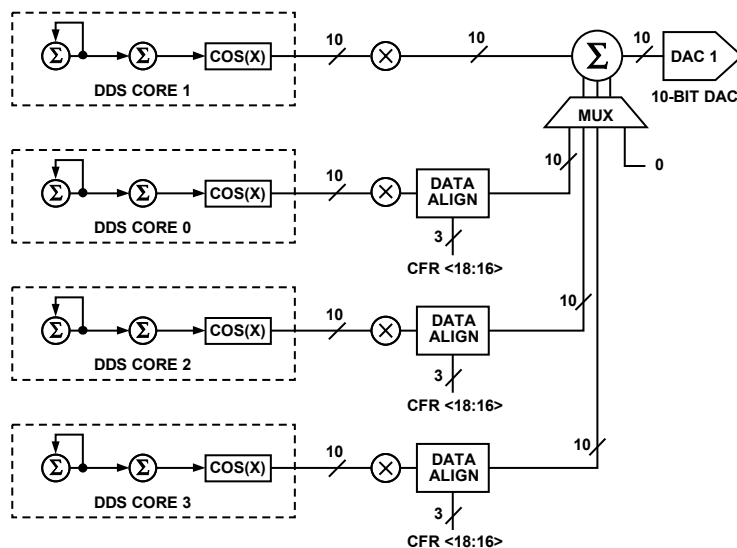 Σ Σ COS(X) 10 × 10 Σ 10 DAC 1
DDS CORE 1
10-BIT DAC
MUX
0
Σ Σ COS(X) 10 × DATA ALIGN 10
DDS CORE 0
3
CFR <18:16>
Σ Σ COS(X) 10 × DATA ALIGN 10
DDS CORE 2
3
CFR <18:16>
Σ Σ COS(X) 10 × DATA ALIGN 10
DDS CORE 3
3
CFR <18:16>